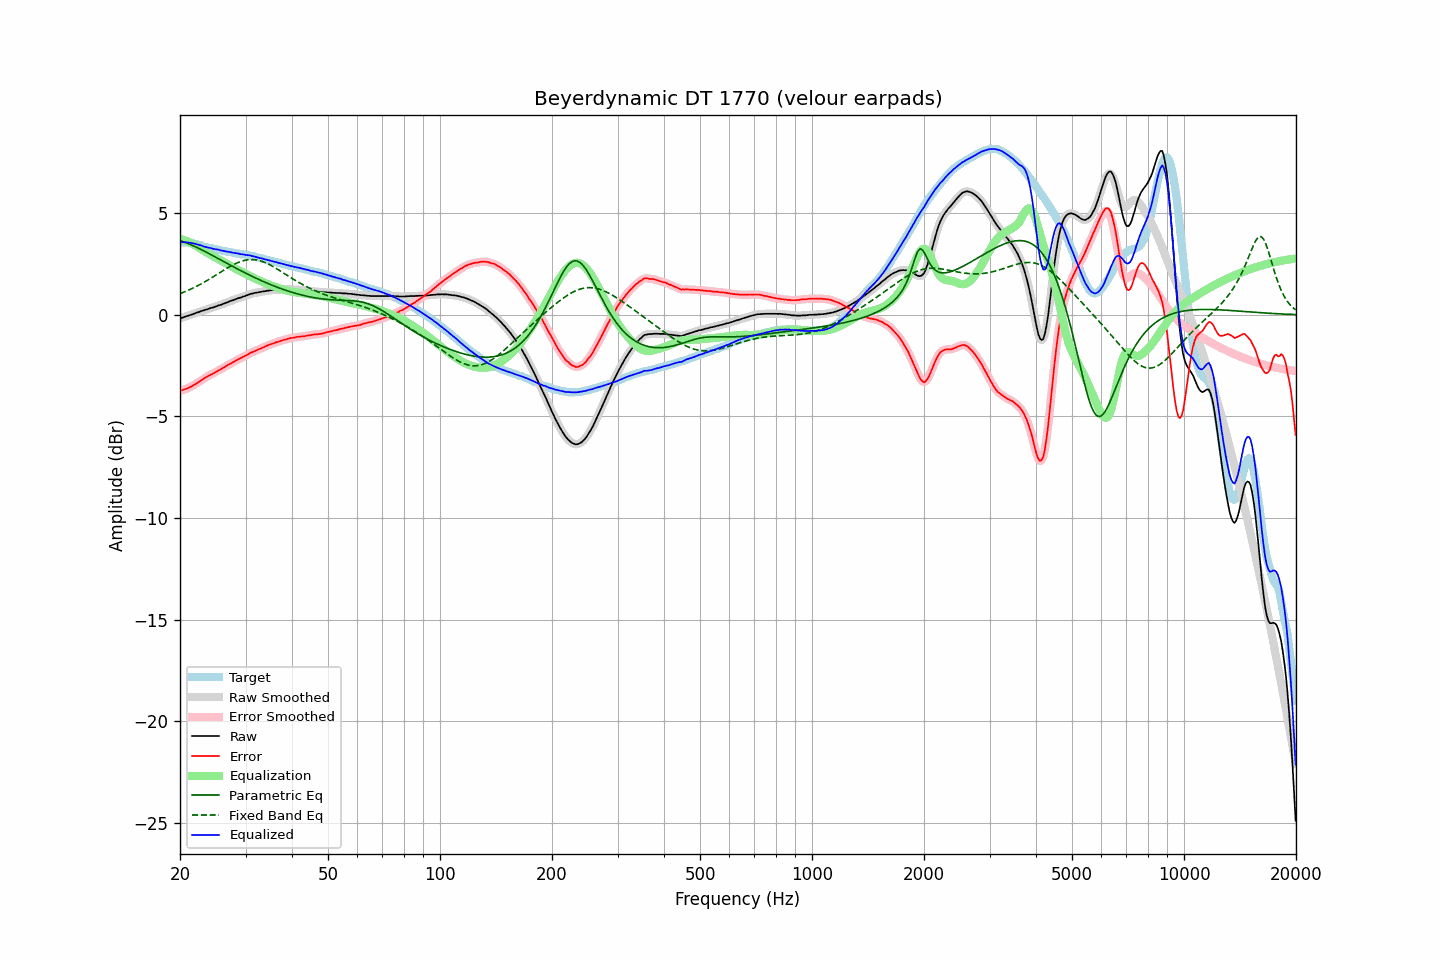 Beyerdynamic DT 1770 (velour earpads)
Amplitude (dBr)
5
0
−5
−10
−15
−20
−25
Target
Raw Smoothed
Error Smoothed
Raw
Error
Equalization
Parametric Eq
Fixed Band Eq
Equalized
20 50 100 200 500 1000 2000 5000 10000 20000
Frequency (Hz)